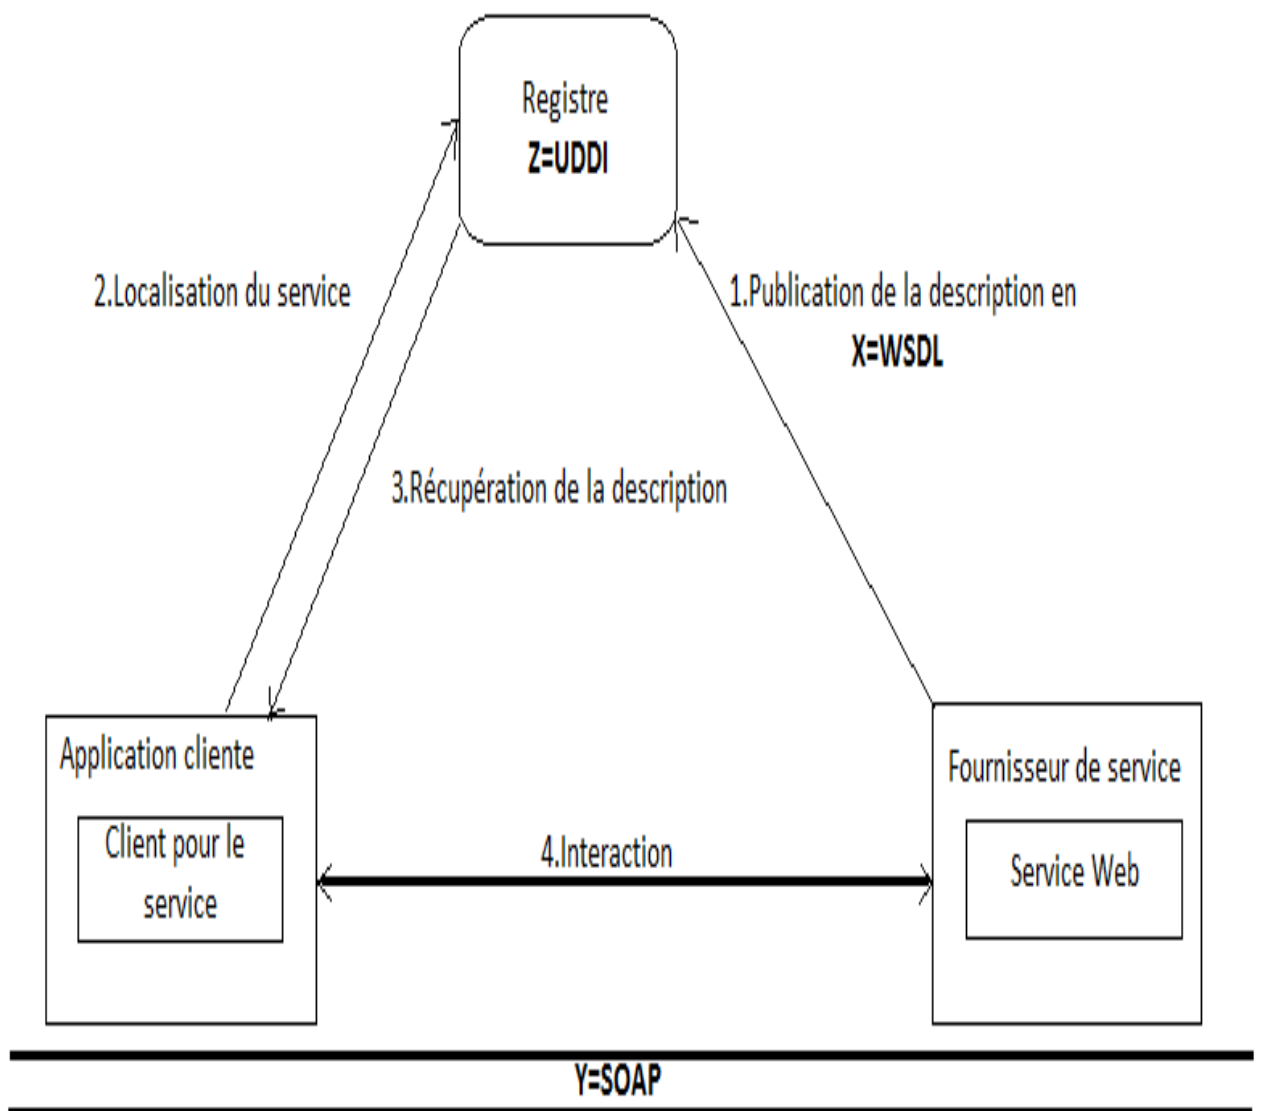 Registre
Z=UDDI
2.Localisation du service
1.Publication de la description en
X=WSDL
3.Récupération de la description
Application cliente
Client pour le
service
4.Interaction
Fournisseur de service
Service Web
Y=SOAP